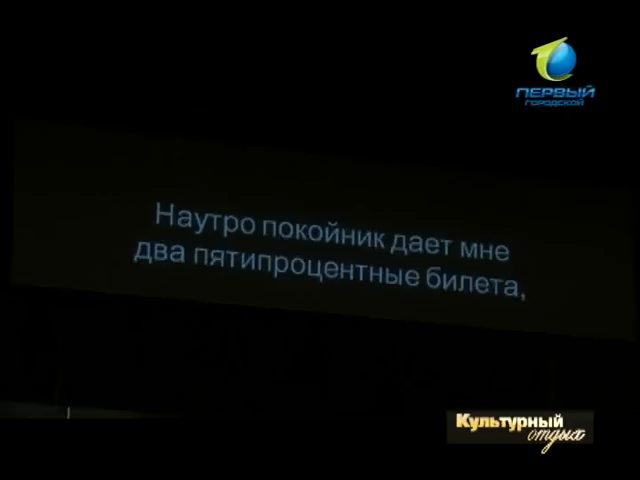 ПЕРВЫЙ
ГОРОДСКОЙ
Наутро покойник дает мне
два пятипроцентные билета,
Культурный
отдых